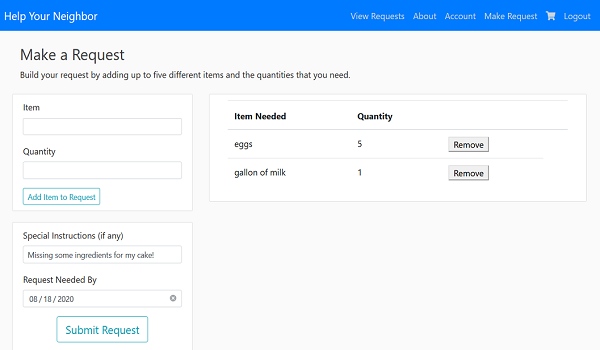 Help Your Neighbor
View Requests About Account Make Request Logout
Make a Request
Build your request by adding up to five different items and the quantities that you need.
Item
Quantity
Add Item to Request
Item Needed Quantity
eggs 5 Remove
gallon of milk 1 Remove
Special Instructions (if any)
Missing some ingredients for my cake!
Request Needed By
08 / 18 / 2020
Submit Request